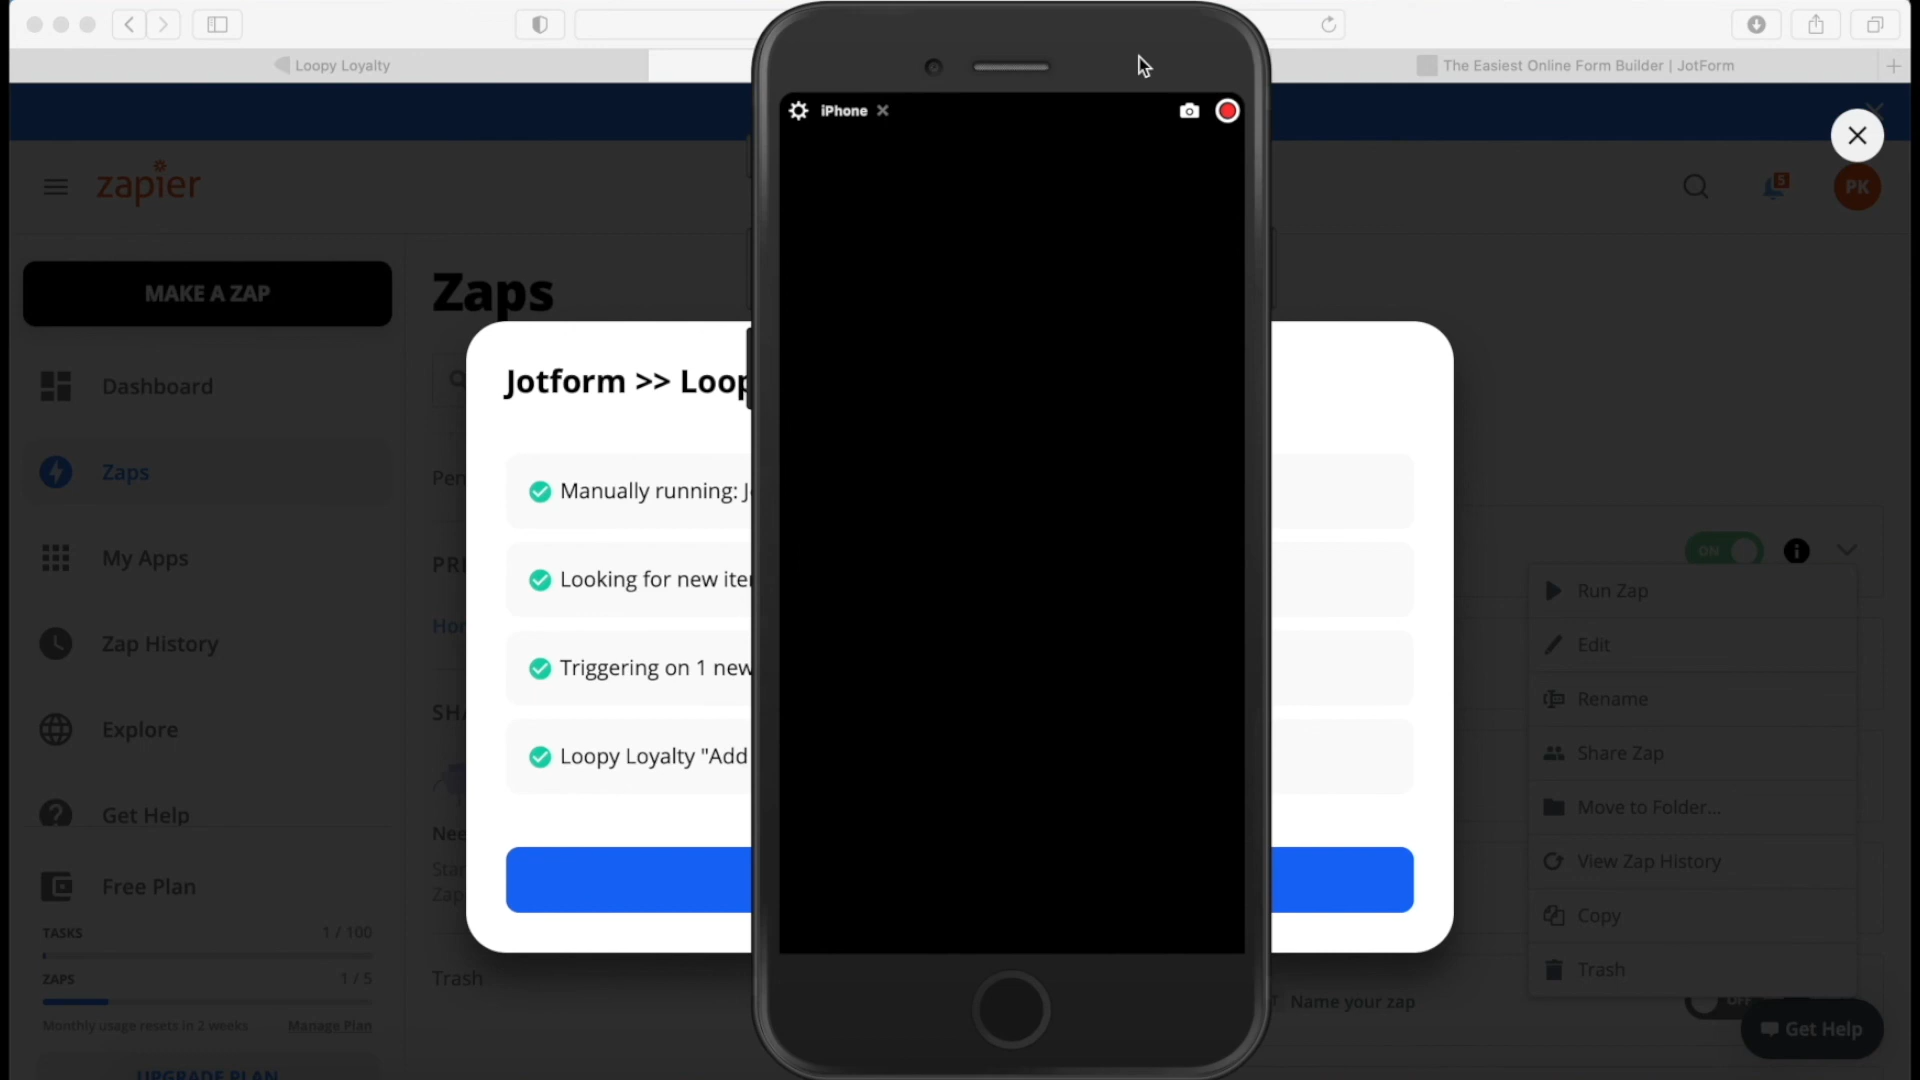 Loopy Loyalty
The Easiest Online Form Builder | JotForm
iPhone
zapier
5
PK
MAKE A ZAP
Zaps
Jotform >> Loop
Dashboard
Zaps
Manually running: J
ON
My Apps
Looking for new ite
Run Zap
Edit
Zap History
Triggering on 1 new
Rename
Explore
Loopy Loyalty "Add
Share Zap
Move to Folder...
Get Help
View Zap History
Free Plan
Copy
TASKS 1 / 100
Trash
ZAPS 1 / 5
Trash
Name your zap
OFF
Monthly usage resets in 2 weeks Manage Plan
Get Help
UPGRADE PLAN